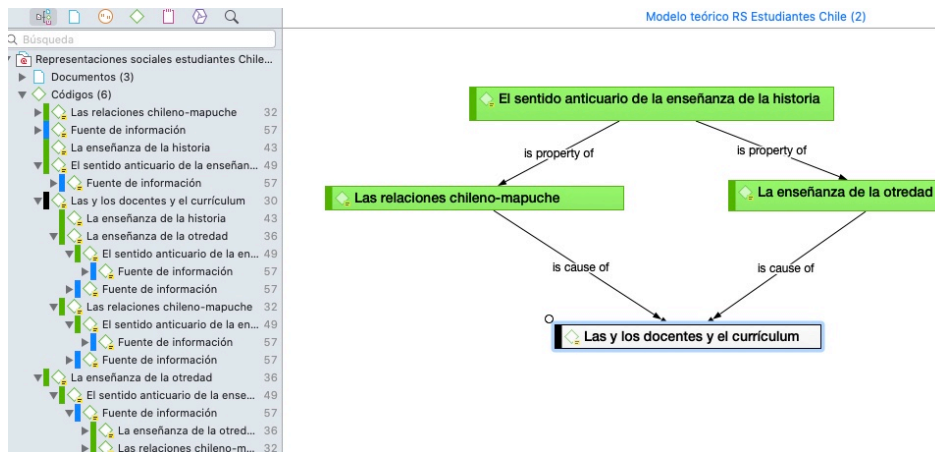 Modelo teórico RS Estudiantes Chile (2)
Búsqueda
Representaciones sociales estudiantes Chile...
Documentos (3)
Códigos (6)
Las relaciones chileno-mapuche 32
Fuente de información 57
La enseñanza de la historia 43
El sentido anticuario de la enseñan... 49
Fuente de información 57
Las y los docentes y el currículum 30
La enseñanza de la historia 43
La enseñanza de la otredad 36
El sentido anticuario de la en... 49
Fuente de información 57
Fuente de información 57
Las relaciones chileno-mapuche 32
El sentido anticuario de la en... 49
Fuente de información 57
Fuente de información 57
La enseñanza de la otredad 36
El sentido anticuario de la ense... 49
Fuente de información 57
La enseñanza de la otred... 36
Las relaciones chileno-m... 32
El sentido anticuario de la enseñanza de la historia
is property of
is property of
Las relaciones chileno-mapuche
La enseñanza de la otredad
is cause of
is cause of
Las y los docentes y el currículum